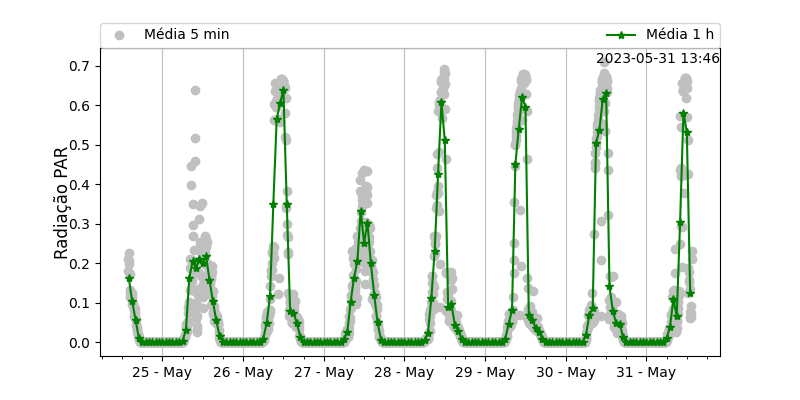 Média 5 min
Média 1 h
2023-05-31 13:46
Radiação PAR
0.7
0.6
0.5
0.4
0.3
0.2
0.1
0.0
25 - May
26 - May
27 - May
28 - May
29 - May
30 - May
31 - May